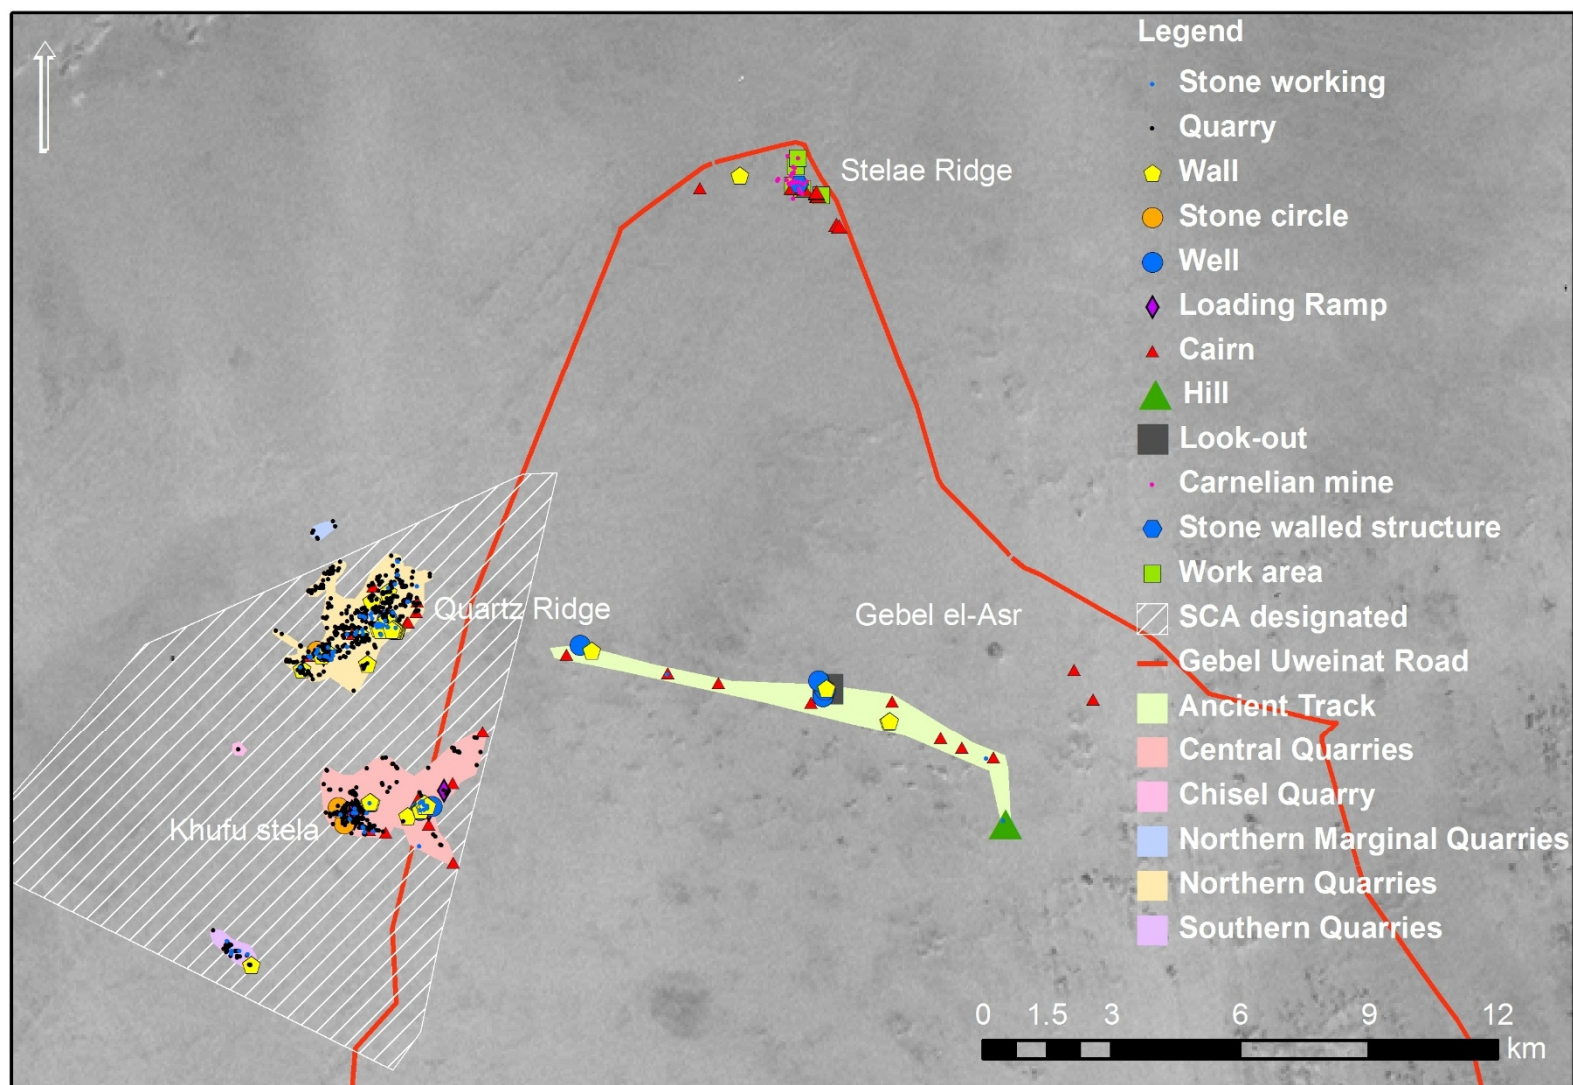 Legend
Stone working
Quarry
Wall
Stone circle
Well
Loading Ramp
Cairn
Hill
Look-out
Carnelian mine
Stone walled structure
Work area
SCA designated
Gebel Uweinat Road
Ancient Track
Central Quarries
Chisel Quarry
Northern Marginal Quarries
Northern Quarries
Southern Quarries
Stelae Ridge
Quartz Ridge
Gebel el-Asr
Khufu stela
0 1.5 3 6 9 12
km